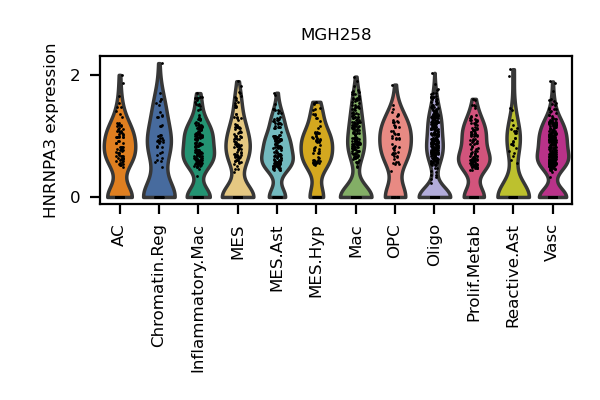 MGH258
HNRNPA3 expression
2
0
AC
Chromatin.Reg
Inflammatory.Mac
MES
MES.Ast
MES.Hyp
Mac
OPC
Oligo
Prolif.Metab
Reactive.Ast
Vasc